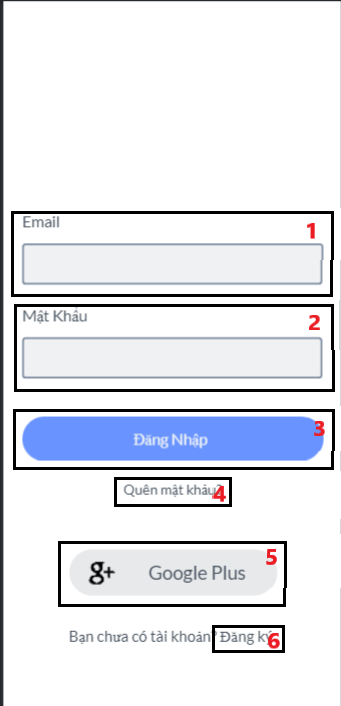 Email
1
Mật Khẩu
2
Đăng Nhập
3
Quên mật khẩu?
4
5
g+ Google Plus
Bạn chưa có tài khoản? Đăng ký
6